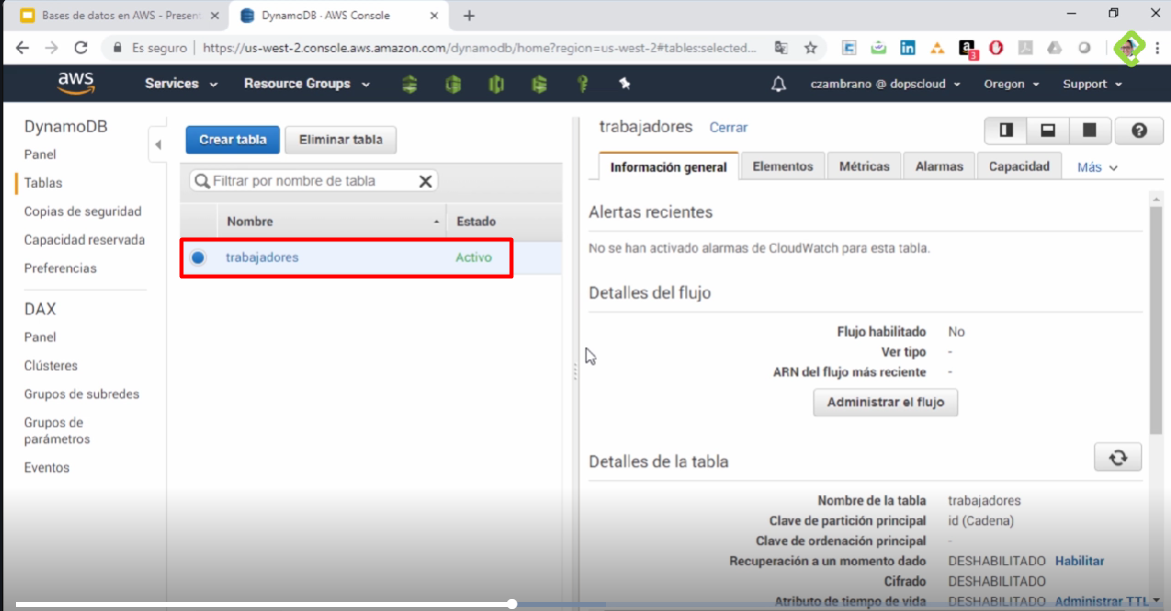 Bases de datos en AWS - Present
DynamoDB - AWS Console
Es seguro
https://us-west-2.console.aws.amazon.com/dynamodb/home?region=us-west-2#tables:selected...
3
aws
Services
Resource Groups
czambrano @ dopscloud
Oregon
Support
DynamoDB
Panel
Tablas
Copias de seguridad
Capacidad reservada
Preferencias
DAX
Panel
Clústeres
Grupos de subredes
Grupos de
parámetros
Eventos
Crear tabla
Eliminar tabla
Filtrar por nombre de tabla
Nombre
Estado
trabajadores
Activo
trabajadores
Cerrar
Información general
Elementos
Métricas
Alarmas
Capacidad
Más
Alertas recientes
No se han activado alarmas de CloudWatch para esta tabla.
Detalles del flujo
Flujo habilitado No
Ver tipo -
ARN del flujo más reciente -
Administrar el flujo
Detalles de la tabla
Nombre de la tabla trabajadores
Clave de partición principal id (Cadena)
Clave de ordenación principal -
Recuperación a un momento dado DESHABILITADO Habilitar
Cifrado DESHABILITADO
Atributo de tiempo de vida DESHABILITADO Administrar TTL